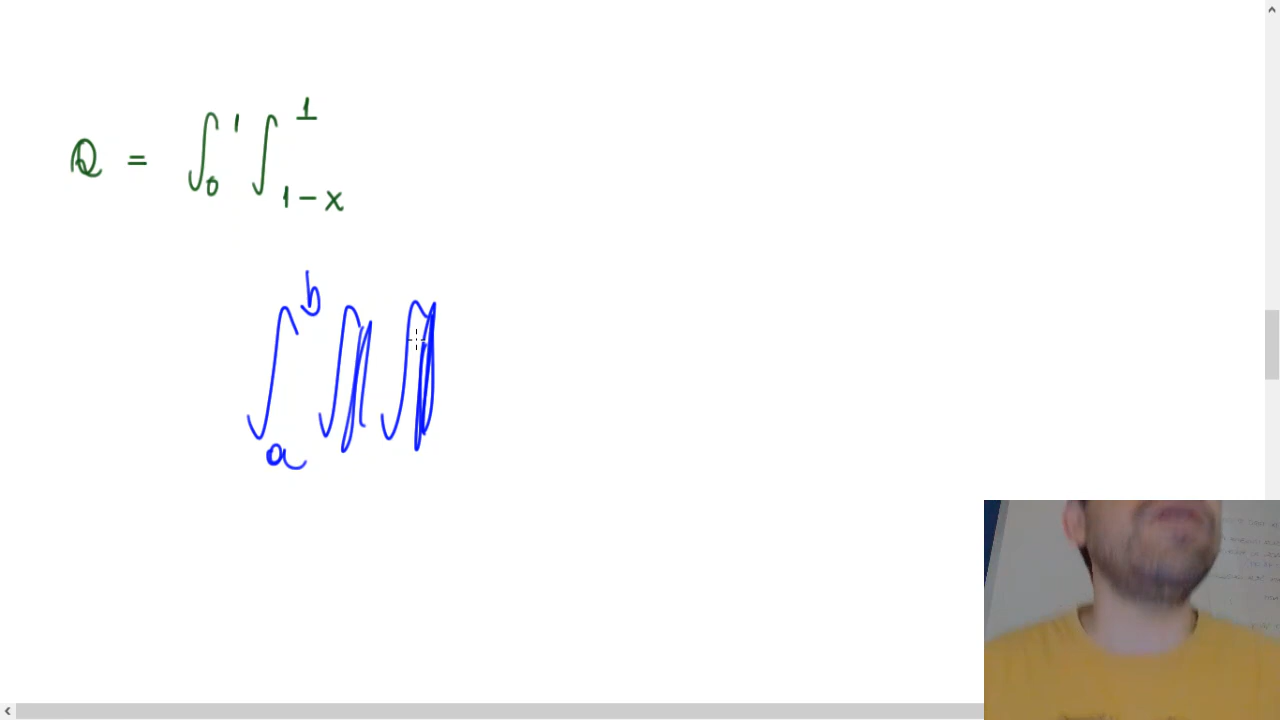 Q = ∫₀¹ ∫₁₋ₓ¹
∫ₐᵇ ∫ ∫